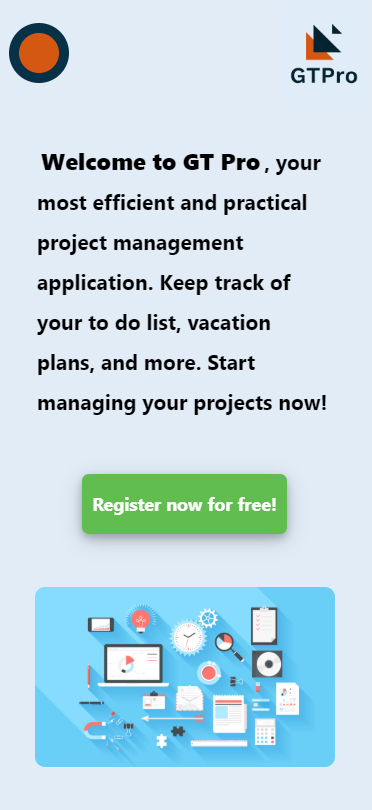 GTPro
Welcome to GT Pro , your
most efficient and practical
project management
application. Keep track of
your to do list, vacation
plans, and more. Start
managing your projects now!
Register now for free!